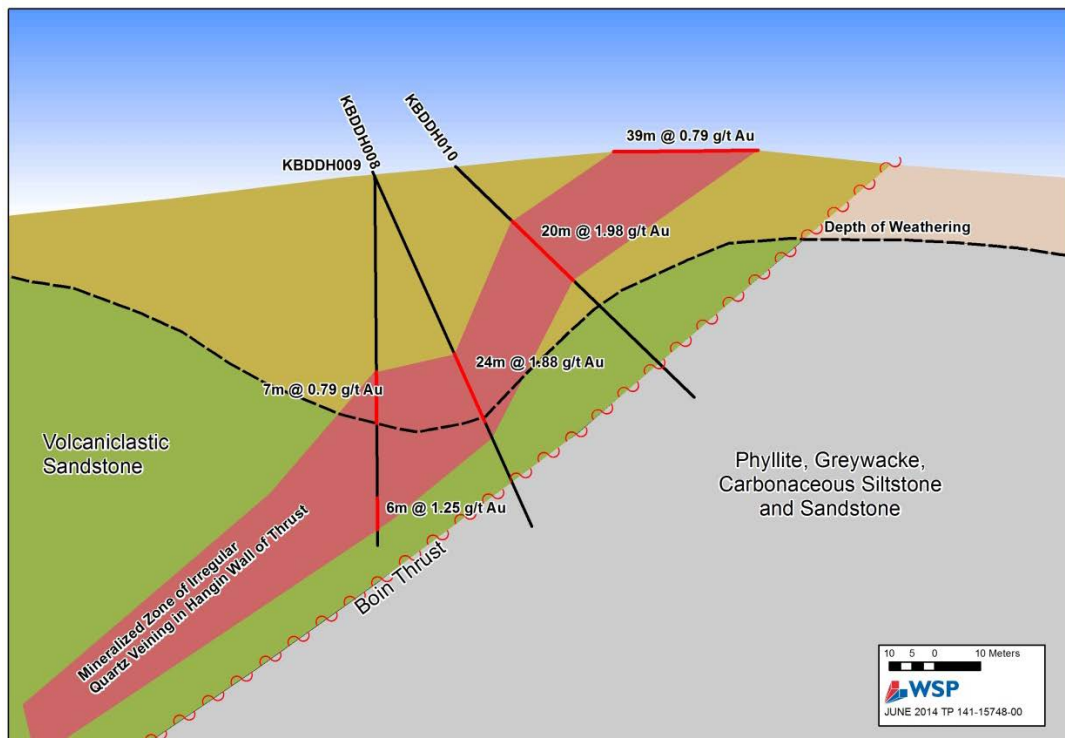 KBDDH008
KBDDH010
KBDDH009
39m @ 0.79 g/t Au
20m @ 1.98 g/t Au
Depth of Weathering
24m @ 1.88 g/t Au
7m @ 0.79 g/t Au
Volcaniclastic
Sandstone
Phyllite, Greywacke,
Carbonaceous Siltstone
and Sandstone
6m @ 1.25 g/t Au
Boin Thrust
Mineralized Zone of Irregular
Quartz Veining in Hangin Wall of Thrust
10 5 0 10 Meters
WSP
JUNE 2014 TP 141-15748-00